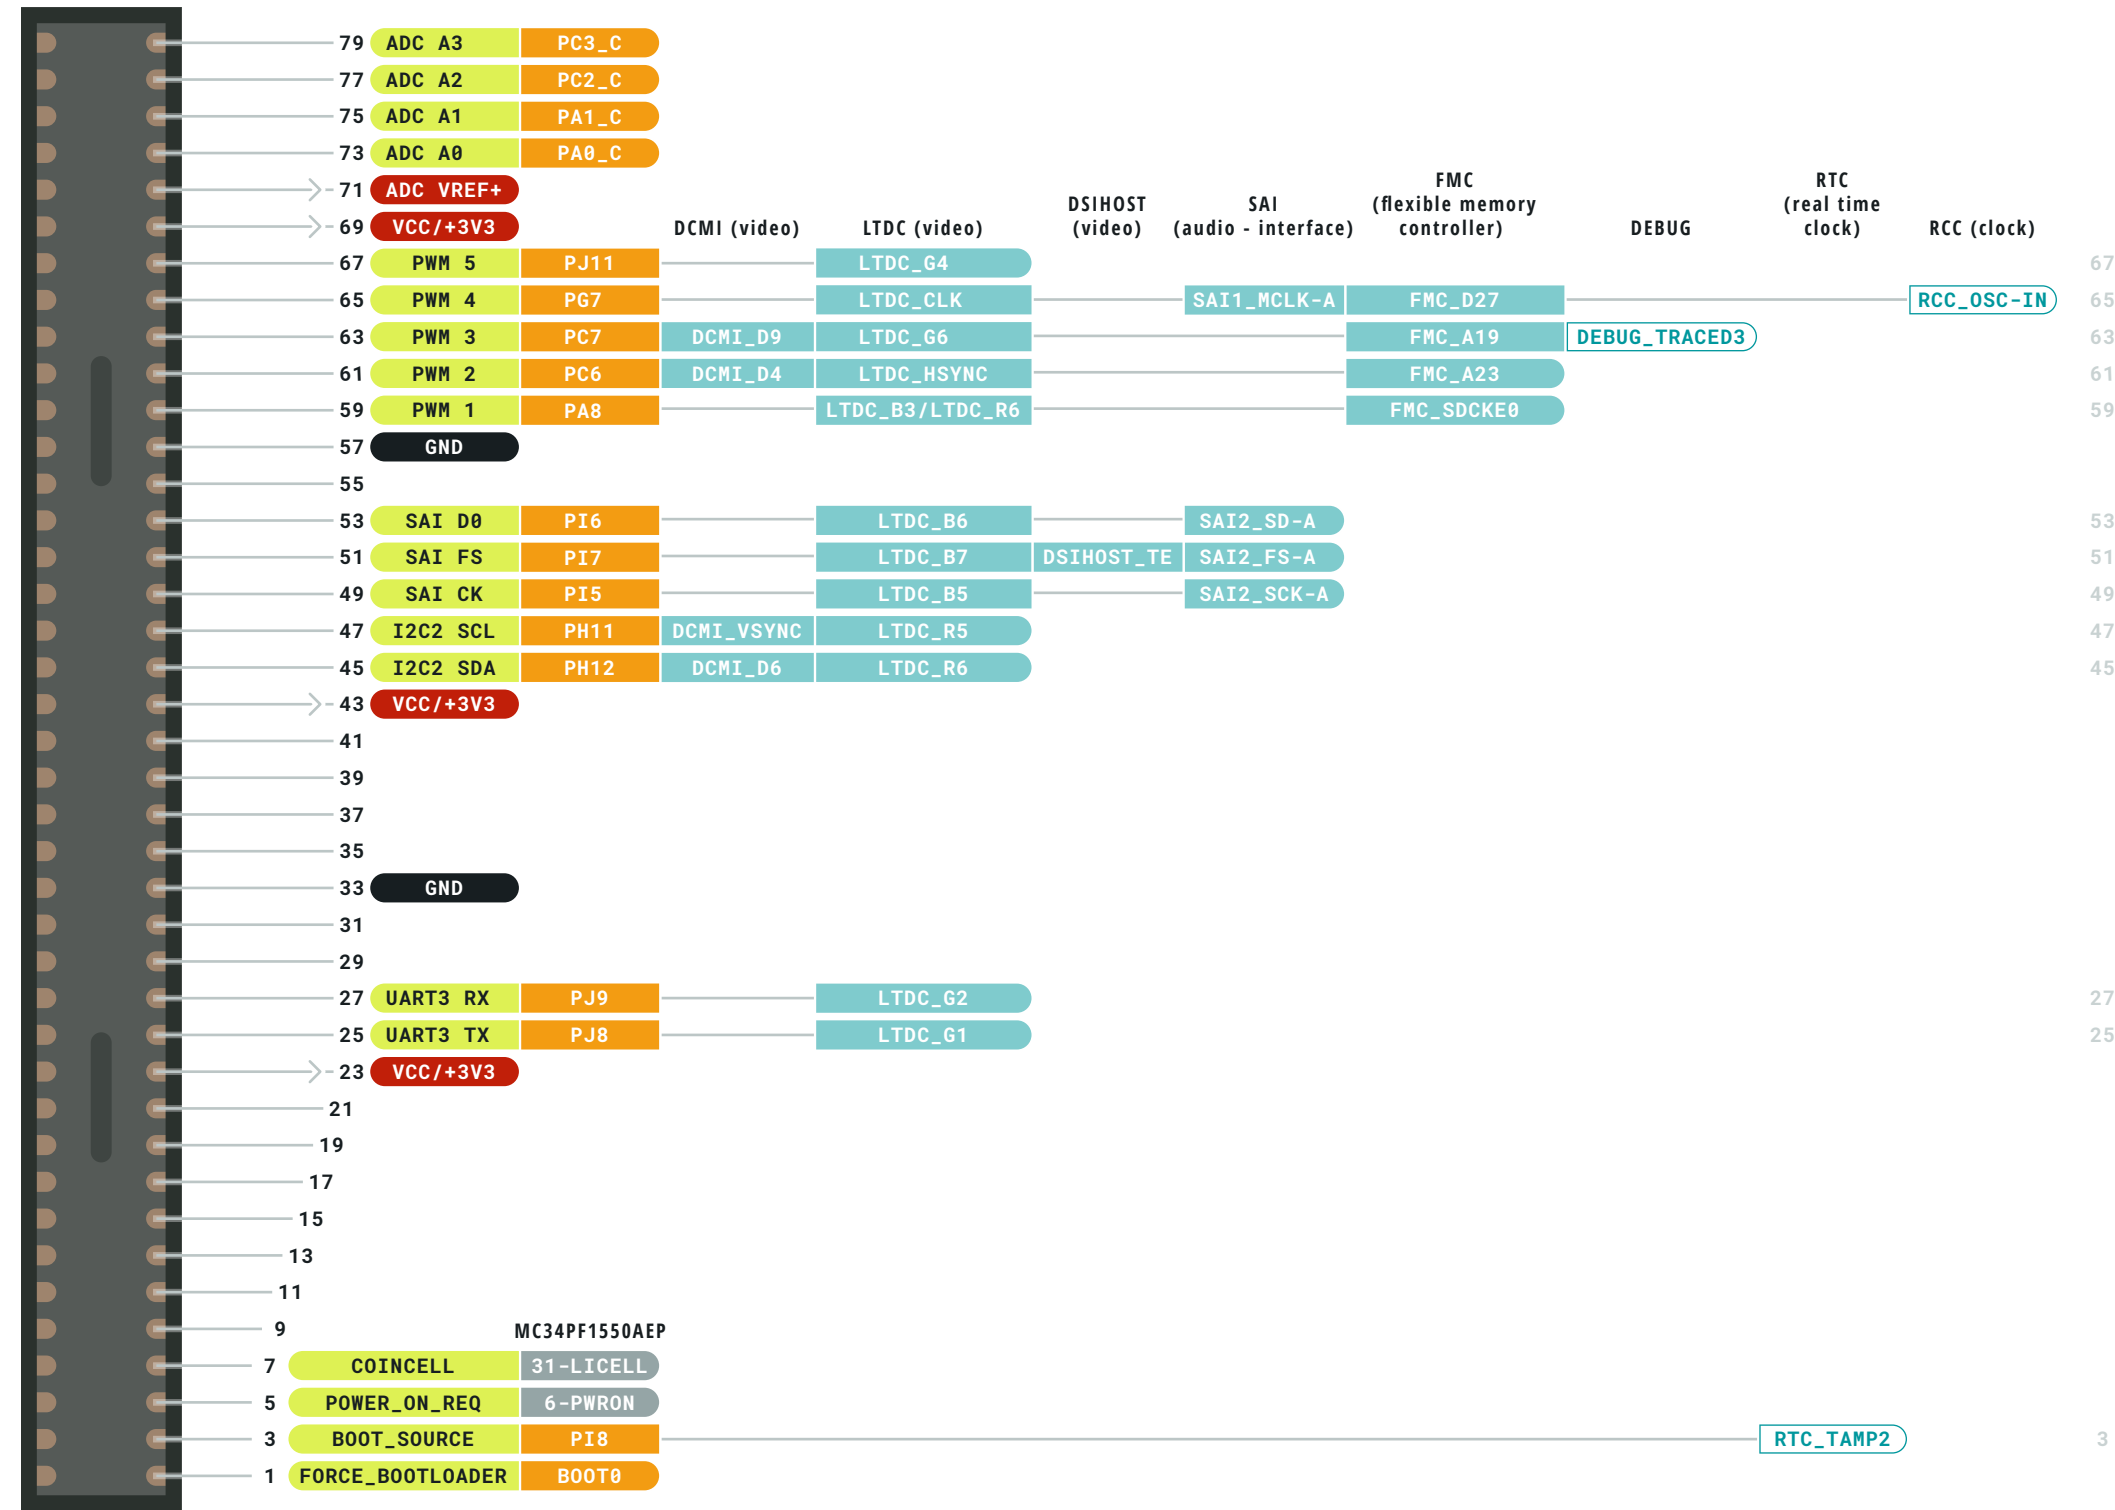 79 ADC A3 PC3_C
77 ADC A2 PC2_C
75 ADC A1 PA1_C
73 ADC A0 PA0_C
71 ADC VREF+
69 VCC/+3V3
DCMI (video)
LTDC (video)
DSIHOST
(video)
SAI
(audio - interface)
FMC
(flexible memory
controller)
DEBUG
RTC
(real time
clock)
RCC (clock)
67 PWM 5 PJ11 LTDC_G4 67
65 PWM 4 PG7 LTDC_CLK SAI1_MCLK-A FMC_D27 RCC_OSC-IN 65
63 PWM 3 PC7 DCMI_D9 LTDC_G6 FMC_A19 DEBUG_TRACED3 63
61 PWM 2 PC6 DCMI_D4 LTDC_HSYNC FMC_A23 61
59 PWM 1 PA8 LTDC_B3/LTDC_R6 FMC_SDCKE0 59
57 GND
55
53 SAI D0 PI6 LTDC_B6 SAI2_SD-A 53
51 SAI FS PI7 LTDC_B7 DSIHOST_TE SAI2_FS-A 51
49 SAI CK PI5 LTDC_B5 SAI2_SCK-A 49
47 I2C2 SCL PH11 DCMI_VSYNC LTDC_R5 47
45 I2C2 SDA PH12 DCMI_D6 LTDC_R6 45
43 VCC/+3V3
41
39
37
35
33 GND
31
29
27 UART3 RX PJ9 LTDC_G2 27
25 UART3 TX PJ8 LTDC_G1 25
23 VCC/+3V3
21
19
17
15
13
11
9
MC34PF1550AEP
7 COINCELL 31-LICELL
5 POWER_ON_REQ 6-PWRON
3 BOOT_SOURCE PI8 RTC_TAMP2 3
1 FORCE_BOOTLOADER BOOT0